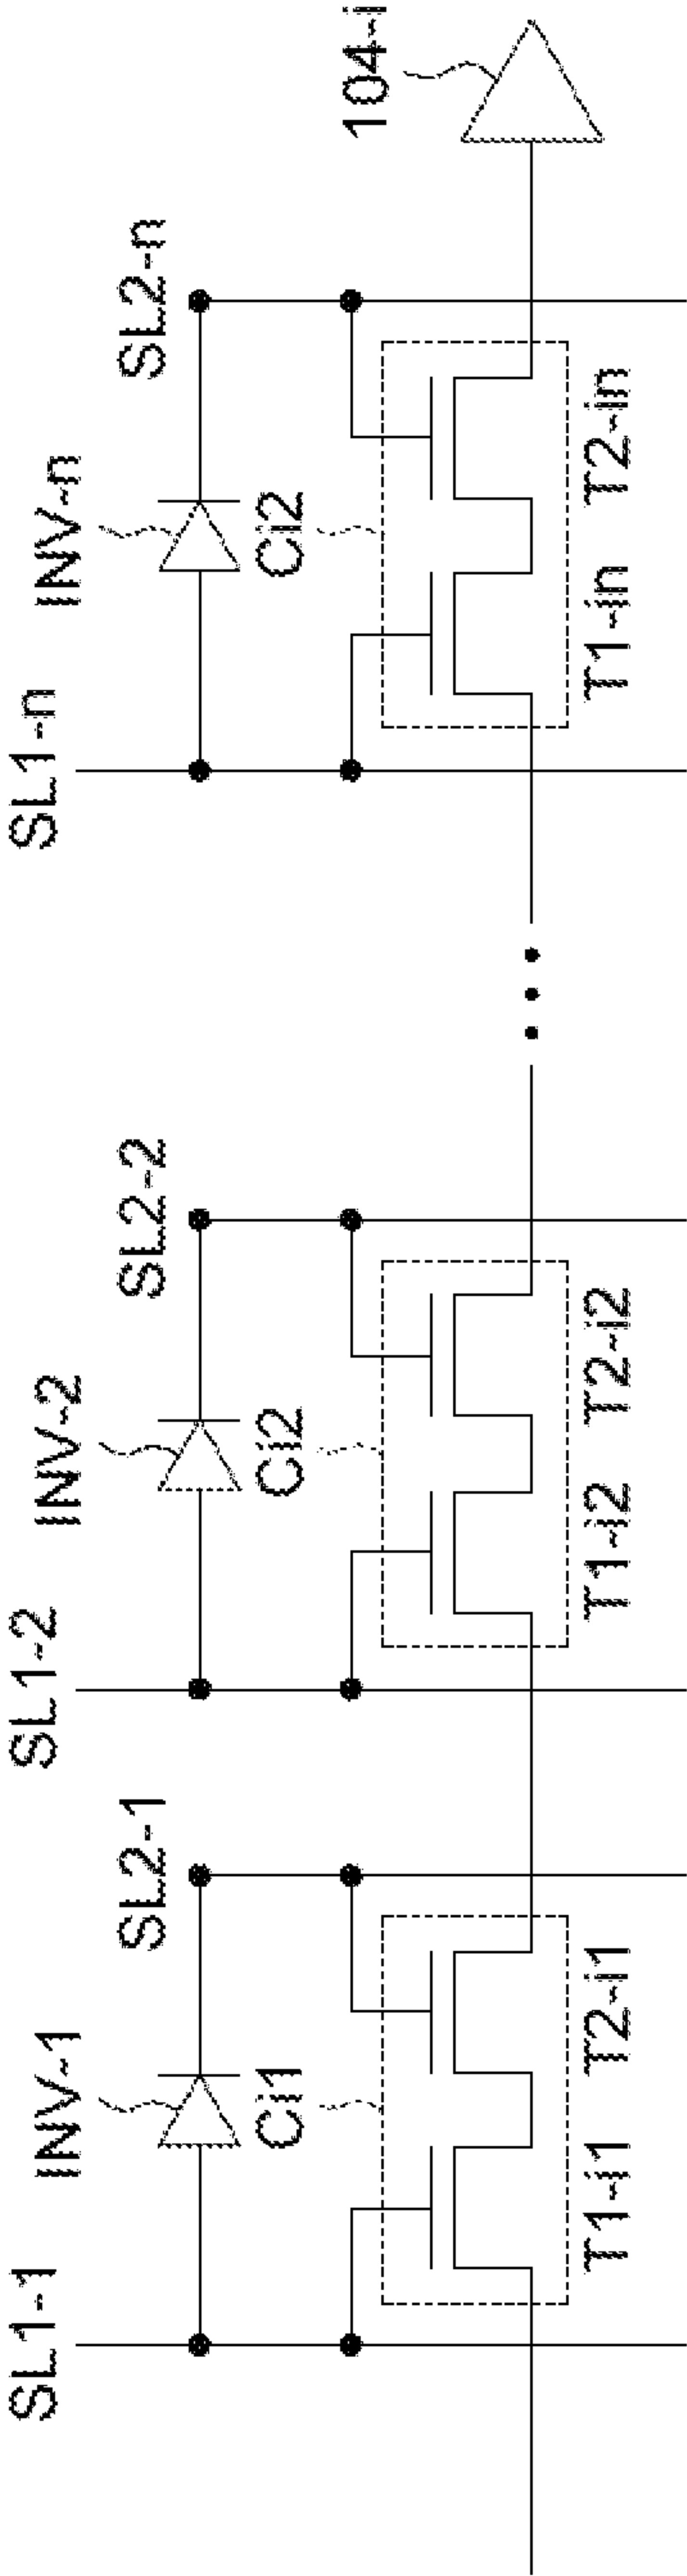 SL1-1
INV-1
SL2-1
Ci1
T1-i1
T2-i1
SL1-2
INV-2
SL2-2
Ci2
T1-i2
T2-i2
SL1-n
INV-n
SL2-n
Ci2
T1-in
T2-in
104-i